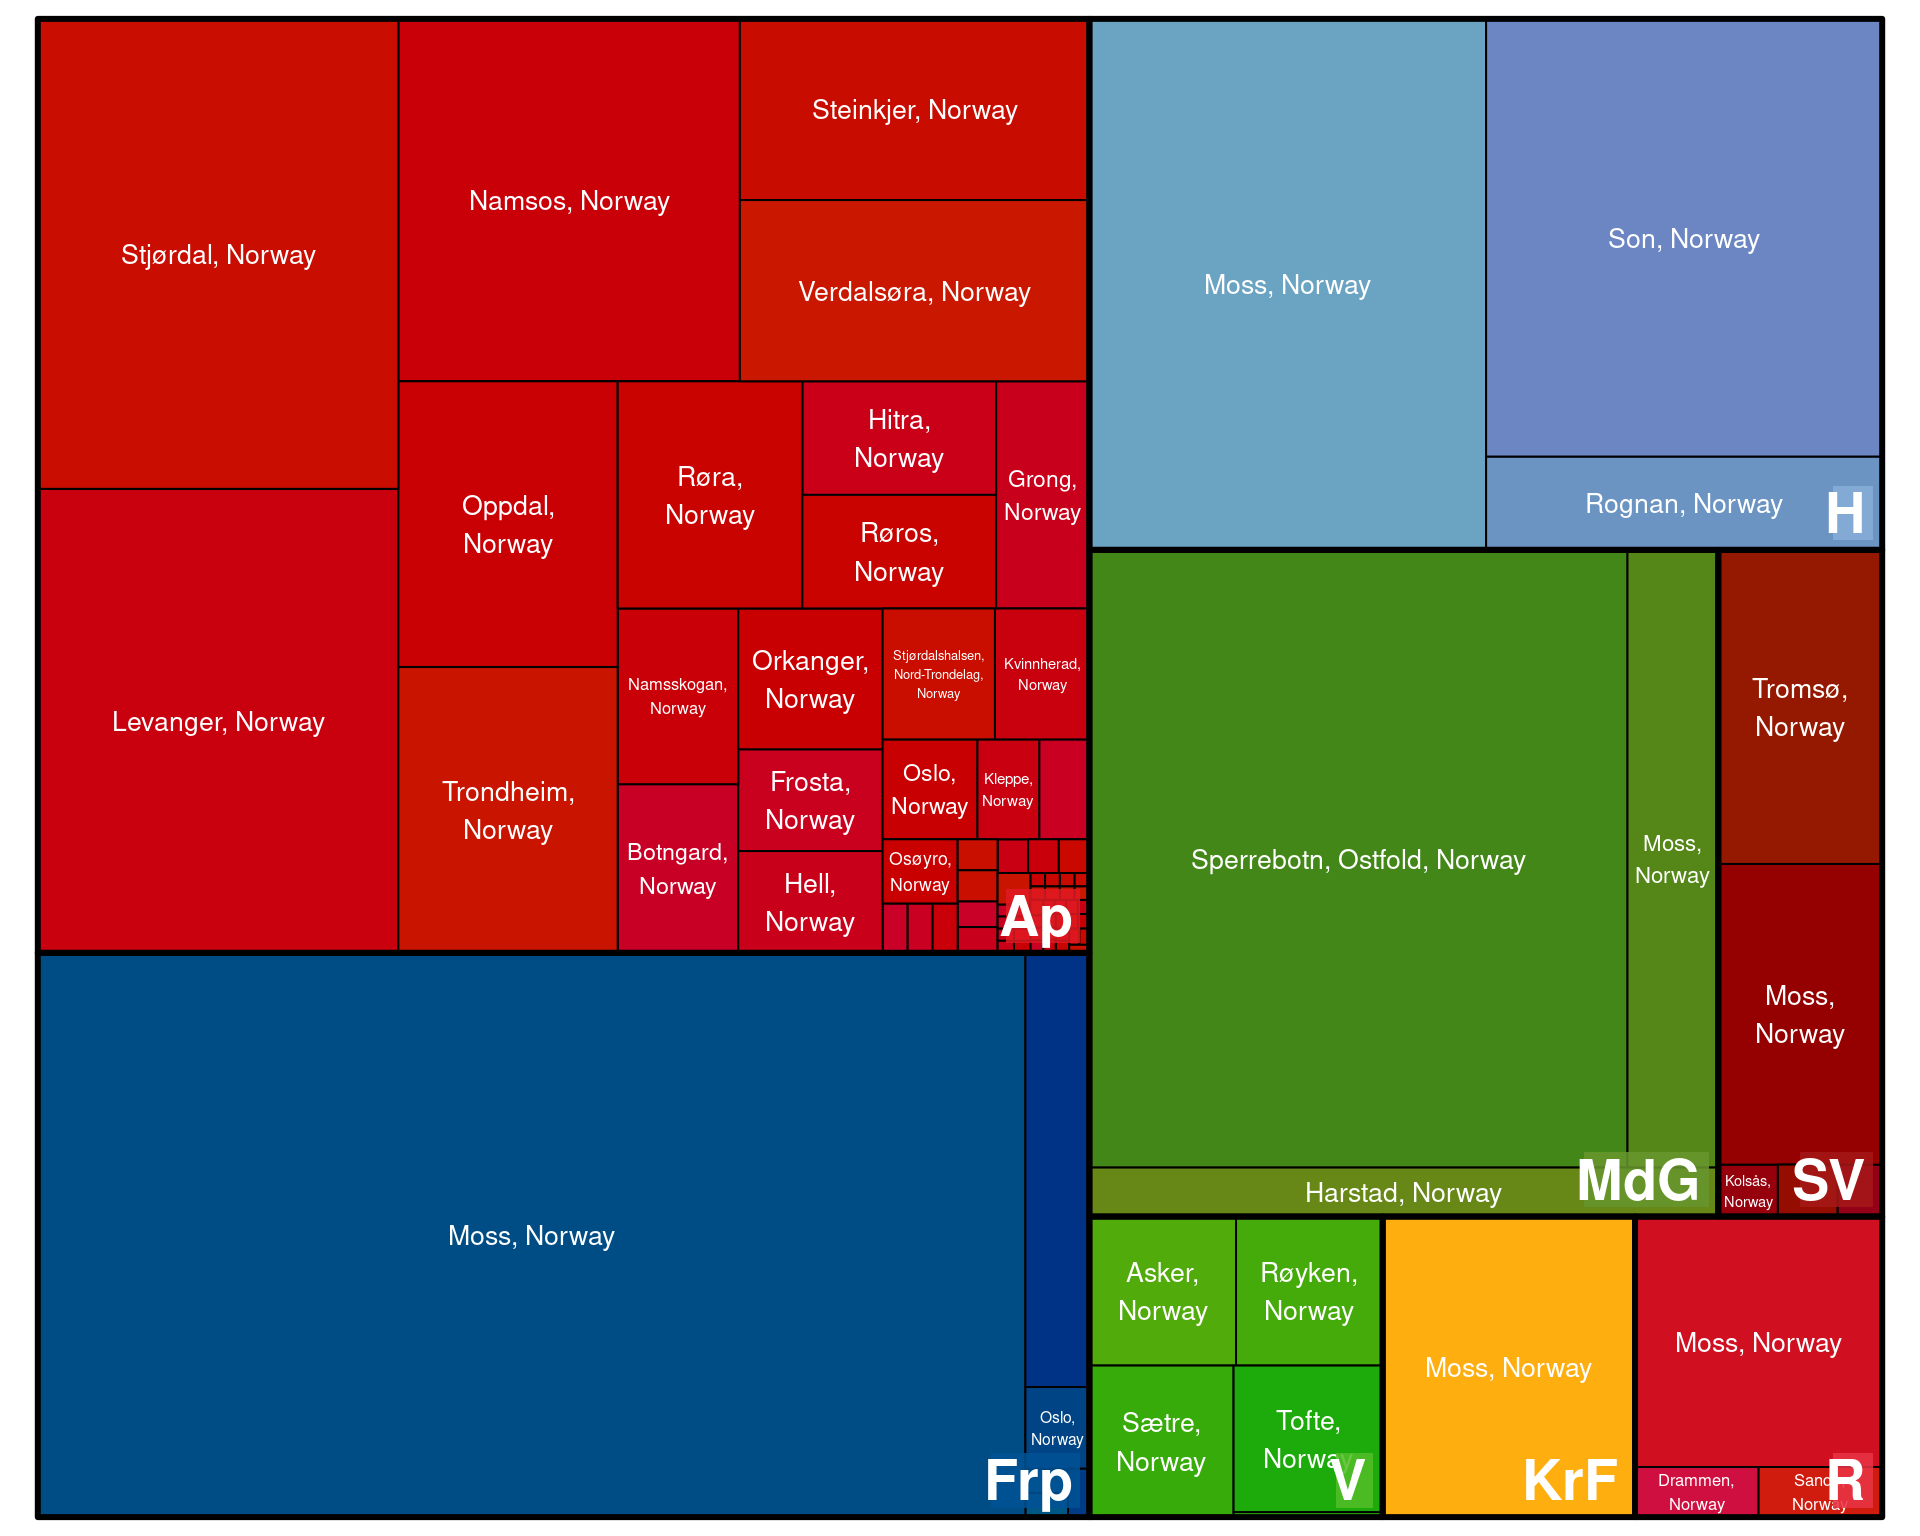 Stjørdal, Norway
Namsos, Norway
Steinkjer, Norway
Verdalsøra, Norway
Levanger, Norway
Oppdal,
Norway
Trondheim,
Norway
Røra,
Norway
Hitra,
Norway
Røros,
Norway
Grong,
Norway
Namsskogan,
Norway
Botngard,
Norway
Orkanger,
Norway
Frosta,
Norway
Hell,
Norway
Stjørdalshalsen,
Nord-Trondelag,
Norway
Kvinnherad,
Norway
Oslo,
Norway
Kleppe,
Norway
Osøyro,
Norway
Ap
Moss, Norway
Oslo,
Norway
Frp
Moss, Norway
Son, Norway
Rognan, Norway
H
Sperrebotn, Ostfold, Norway
Moss,
Norway
Harstad, Norway
MdG
Tromsø,
Norway
Moss,
Norway
Kolsås,
Norway
SV
Asker,
Norway
Røyken,
Norway
Sætre,
Norway
Tofte,
Norway
V
Moss, Norway
KrF
Moss, Norway
Drammen,
Norway
Norway
R